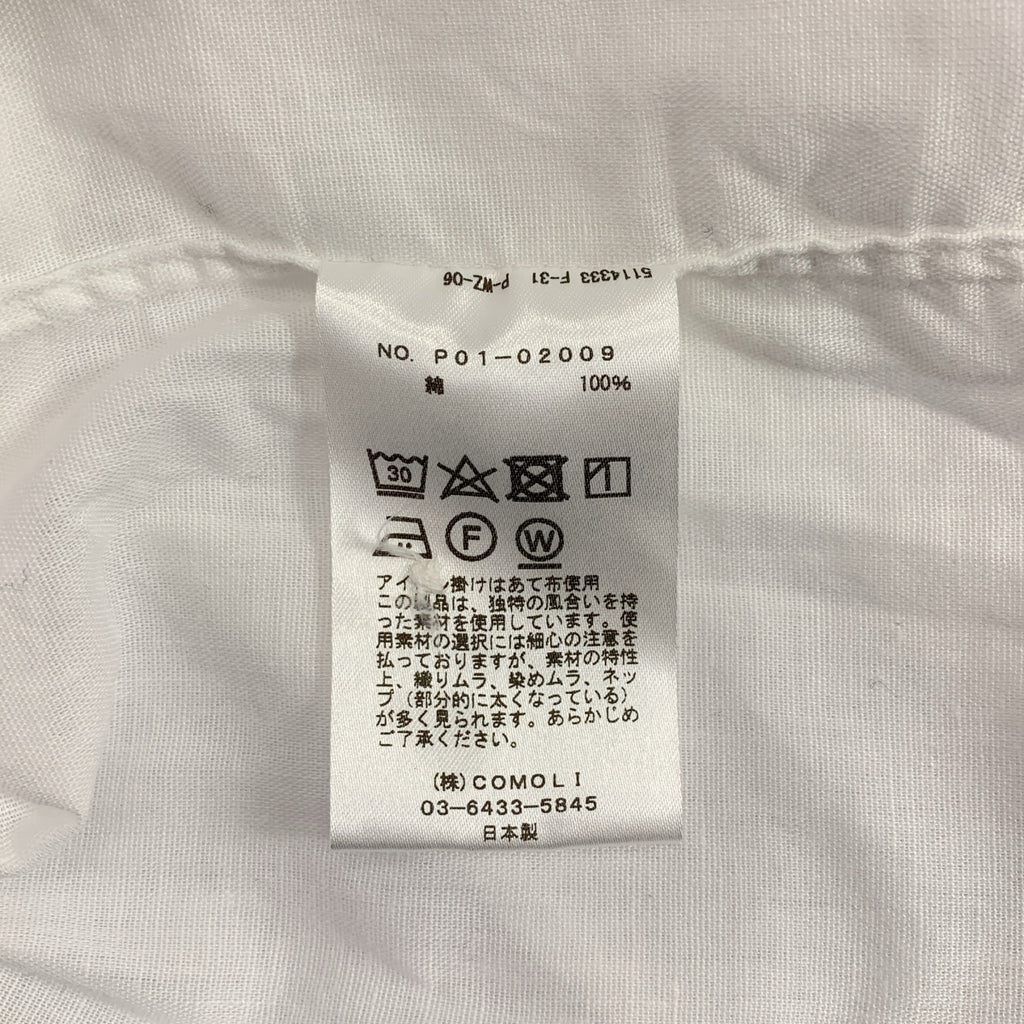 5114333 F-31 P-WZ-06
NO. P01-02009
綿 100%
30
F
W
アイロン掛けはあて布使用
この製品は、独特の風合いを持
った素材を使用しています。使
用素材の選択には細心の注意を
払っておりますが、素材の特性
上、織りムラ、染めムラ、ネッ
プ（部分的に太くなっている）
が多く見られます。あらかじめ
ご了承ください。
(株)COMOLI
03-6433-5845
日本製